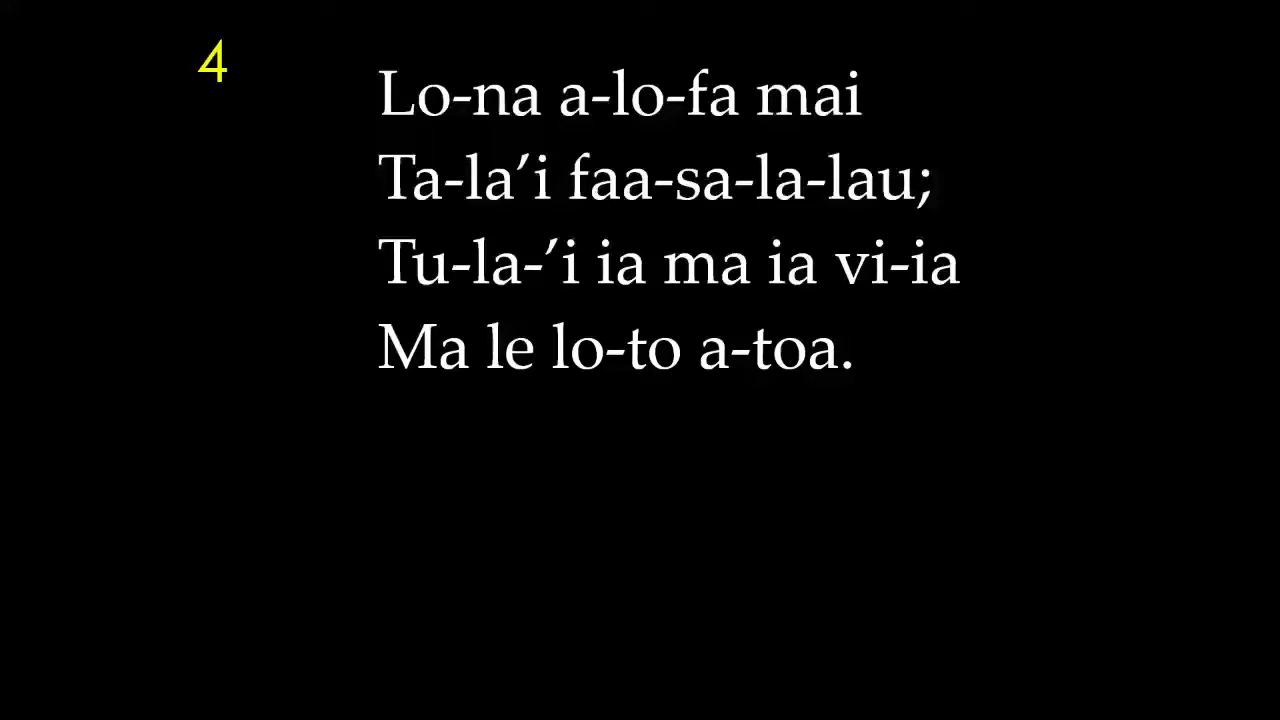 4
Lo-na a-lo-fa mai
Ta-la’i faa-sa-la-lau;
Tu-la-’i ia ma ia vi-ia
Ma le lo-to a-toa.